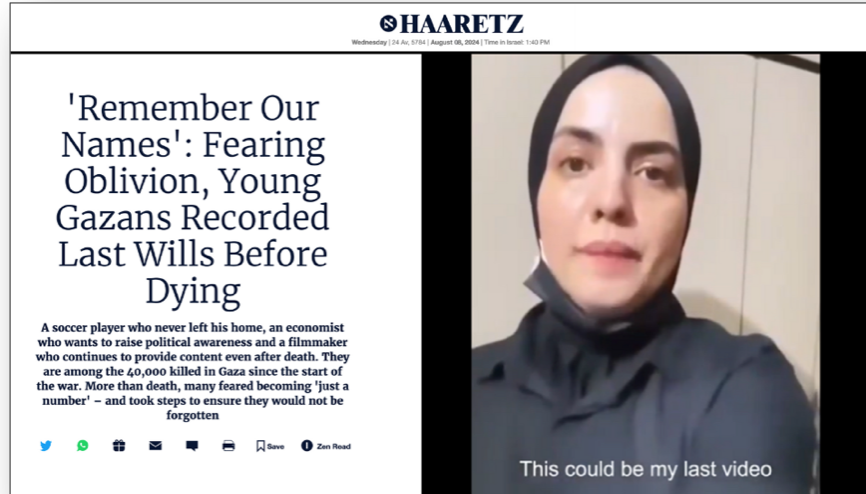 HAARETZ
Wednesday | 24 Av, 5784 | August 08, 2024 | Time in Israel: 1:40 PM
'Remember Our
Names': Fearing
Oblivion, Young
Gazans Recorded
Last Wills Before
Dying
A soccer player who never left his home, an economist
who wants to raise political awareness and a filmmaker
who continues to provide content even after death. They
are among the 40,000 killed in Gaza since the start of
the war. More than death, many feared becoming 'just a
number' – and took steps to ensure they would not be
forgotten
Save Zen Read
This could be my last video